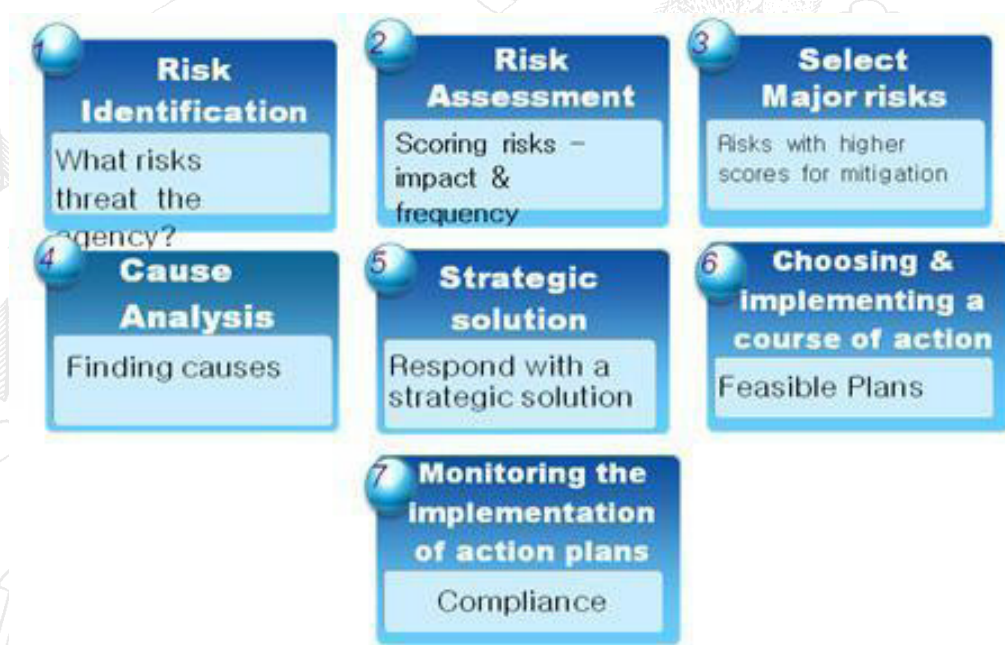 1
Risk
Identification
What risks
threat the
agency?
2
Risk
Assessment
Scoring risks –
impact &
frequency
3
Select
Major risks
Risks with higher
scores for mitigation
4
Cause
Analysis
Finding causes
5
Strategic
solution
Respond with a
strategic solution
6
Choosing &
implementing a
course of action
Feasible Plans
7
Monitoring the
implementation
of action plans
Compliance